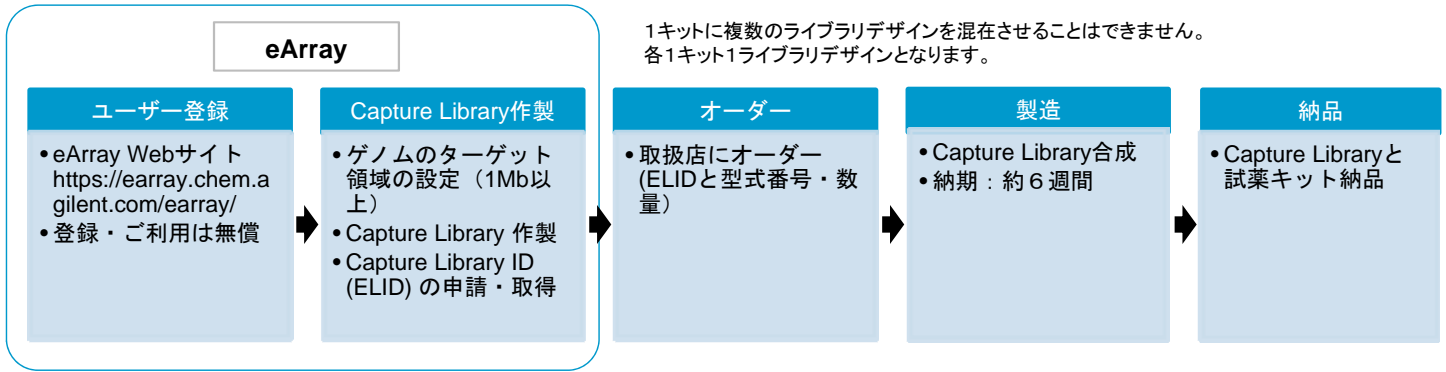 eArray
1キットに複数のライブラリデザインを混在させることはできません。
各1キット1ライブラリデザインとなります。
ユーザー登録
• eArray Webサイト
https://earray.chem.a
gilent.com/earray/
• 登録・ご利用は無償
Capture Library作製
• ゲノムのターゲット
領域の設定（1Mb以
上）
• Capture Library 作製
• Capture Library ID
(ELID) の申請・取得
オーダー
• 取扱店にオーダー
(ELIDと型式番号・数
量）
製造
• Capture Library合成
• 納期：約６週間
納品
• Capture Libraryと
試薬キット納品